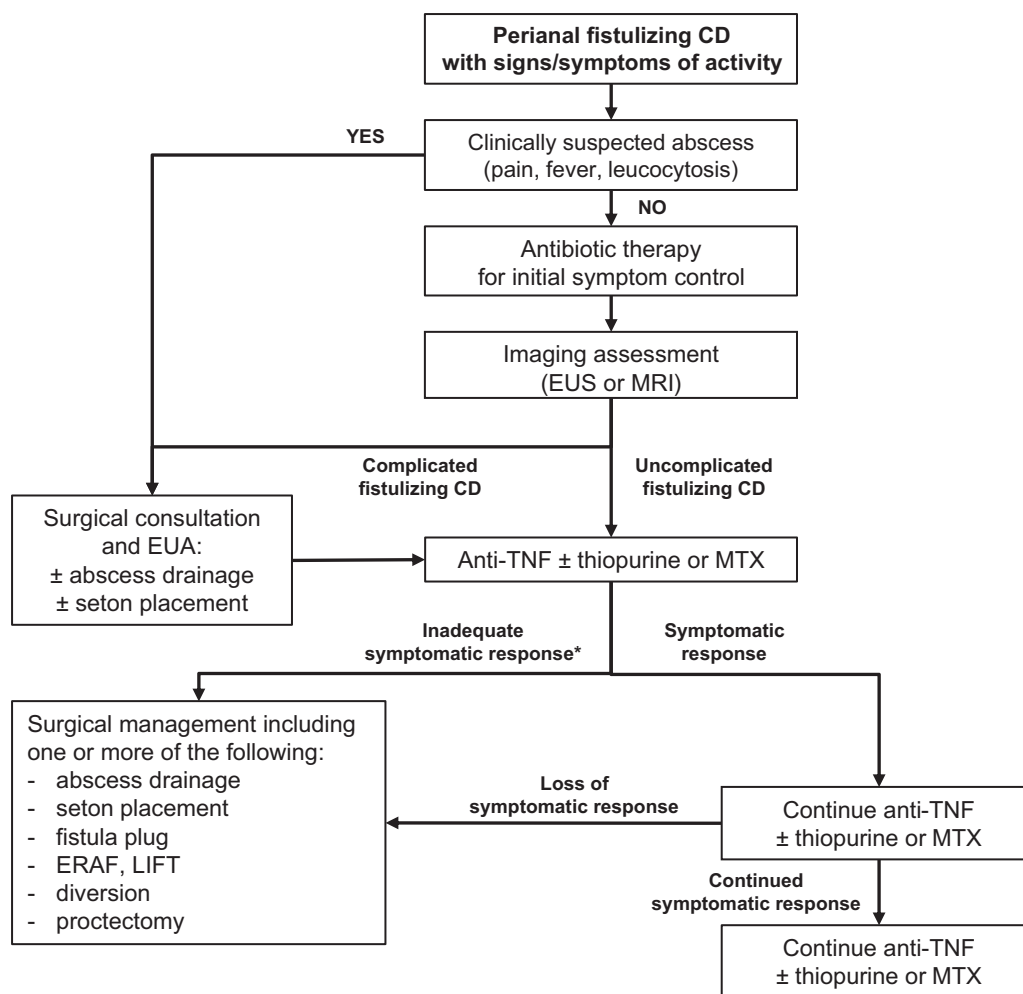 Perianal fistulizing CD
with signs/symptoms of activity
YES
Clinically suspected abscess
(pain, fever, leucocytosis)
NO
Antibiotic therapy
for initial symptom control
Imaging assessment
(EUS or MRI)
Complicated
fistulizing CD
Uncomplicated
fistulizing CD
Surgical consultation
and EUA:
± abscess drainage
± seton placement
Anti-TNF ± thiopurine or MTX
Inadequate
symptomatic response*
Symptomatic
response
Surgical management including
one or more of the following:
- abscess drainage
- seton placement
- fistula plug
- ERAF, LIFT
- diversion
- proctectomy
Loss of
symptomatic response
Continue anti-TNF
± thiopurine or MTX
Continued
symptomatic response
Continue anti-TNF
± thiopurine or MTX